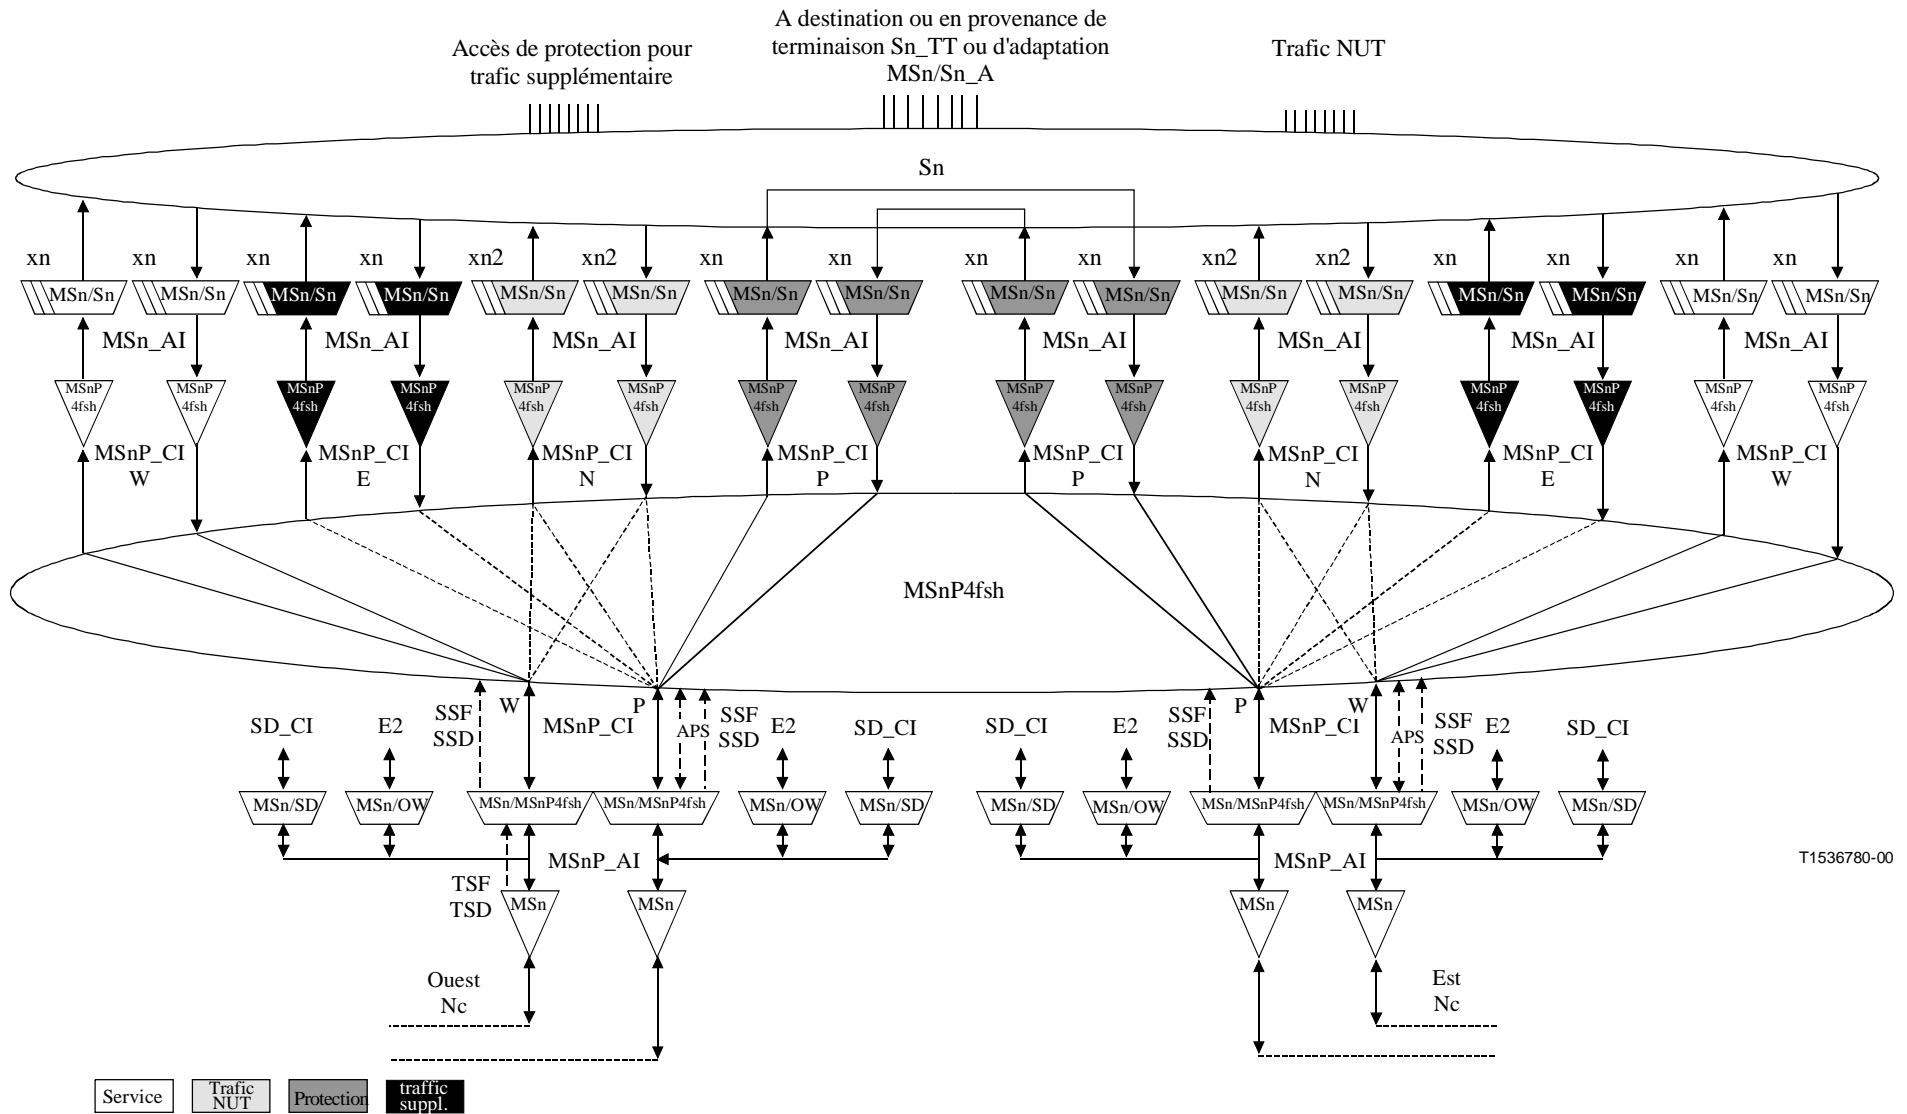 Accès de protection pour
trafic supplémentaire
A destination ou en provenance de
terminaison Sn_TT ou d'adaptation
MSn/Sn_A
Trafic NUT
Sn
xn xn xn xn xn2 xn2 xn xn xn xn xn2 xn2 xn xn xn xn
MSn/Sn MSn/Sn MSn/Sn MSn/Sn MSn/Sn MSn/Sn MSn/Sn MSn/Sn MSn/Sn MSn/Sn MSn/Sn MSn/Sn MSn/Sn MSn/Sn MSn/Sn MSn/Sn
MSn_AI MSn_AI MSn_AI MSn_AI MSn_AI MSn_AI MSn_AI MSn_AI
MSnP MSnP MSnP MSnP MSnP MSnP MSnP MSnP MSnP MSnP MSnP MSnP MSnP MSnP MSnP MSnP
4fsh 4fsh 4fsh 4fsh 4fsh 4fsh 4fsh 4fsh 4fsh 4fsh 4fsh 4fsh 4fsh 4fsh 4fsh 4fsh
MSnP_CI MSnP_CI MSnP_CI MSnP_CI MSnP_CI MSnP_CI MSnP_CI MSnP_CI
W E N P P N E W
MSnP4fsh
W P P W
SSF SSF SSF SSF
SD_CI E2 SSD MSnP_CI APS SSD E2 SD_CI SD_CI E2 SSD MSnP_CI APS SSD E2 SD_CI
MSn/SD MSn/OW MSn/MSnP4fsh MSn/MSnP4fsh MSn/OW MSn/SD MSn/SD MSn/OW MSn/MSnP4fsh MSn/MSnP4fsh MSn/OW MSn/SD
MSnP_AI MSnP_AI
T1536780-00
TSF
TSD
MSn MSn MSn MSn
Ouest
Nc
Est
Nc
Service
Trafic
NUT
Protection
traffic
suppl.